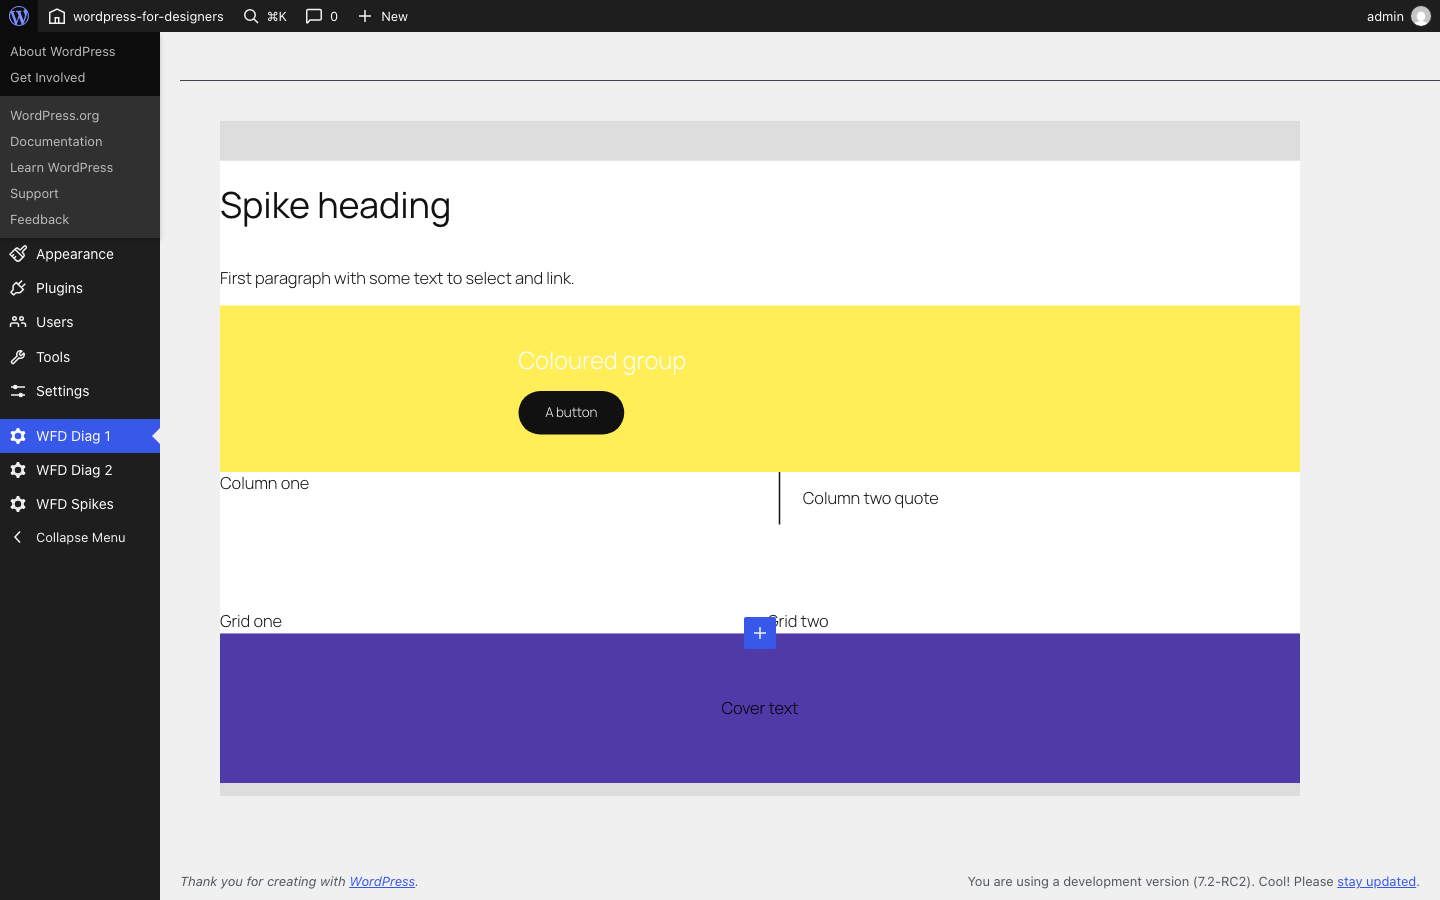 wordpress-for-designers ⌘K 0 New admin
About WordPress
Get Involved
WordPress.org
Documentation
Learn WordPress
Support
Feedback
Appearance
Plugins
Users
Tools
Settings
WFD Diag 1
WFD Diag 2
WFD Spikes
Collapse Menu
Spike heading
First paragraph with some text to select and link.
Coloured group
A button
Column one
Column two quote
Grid one
Grid two
Cover text
Thank you for creating with WordPress.
You are using a development version (7.2-RC2). Cool! Please stay updated.